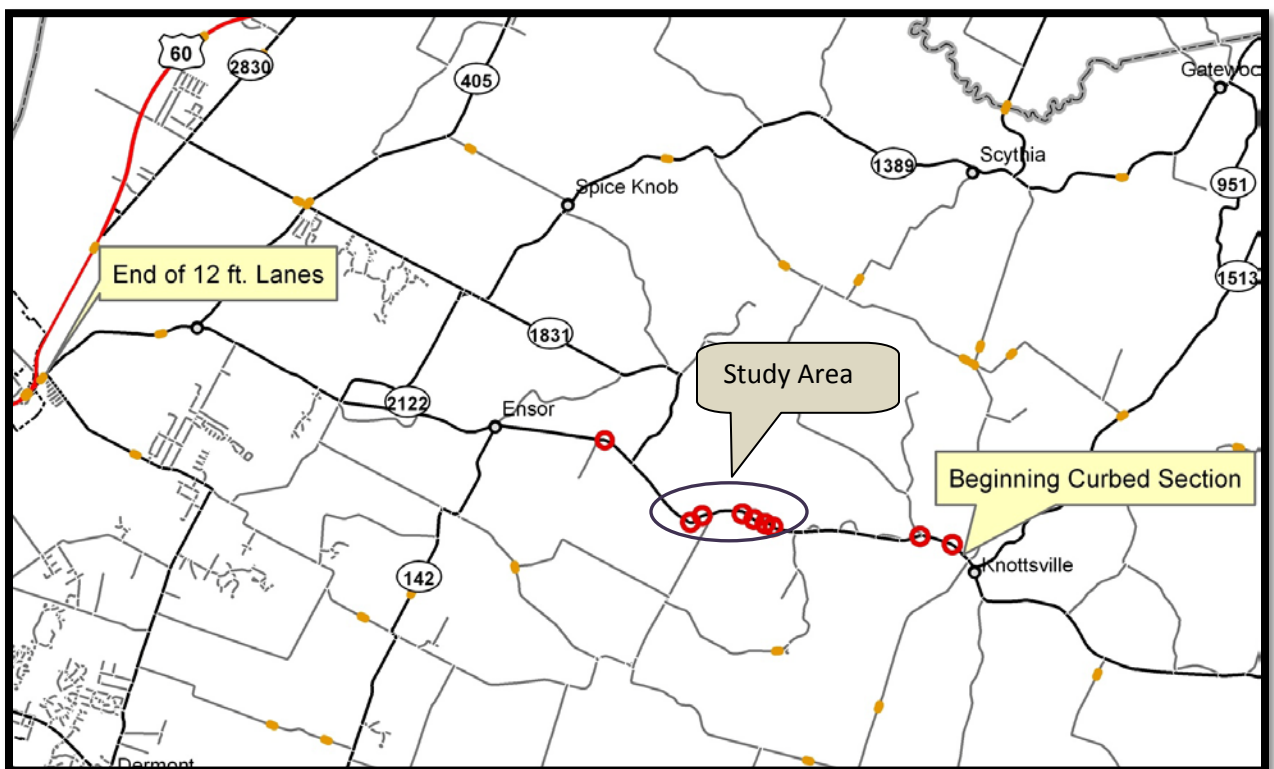 60
2830
405
Gatewoo
Scythia
1389
951
Spice Knob
1513
End of 12 ft. Lanes
1831
Study Area
2122
Ensor
Beginning Curbed Section
Knottsville
142
Dermont